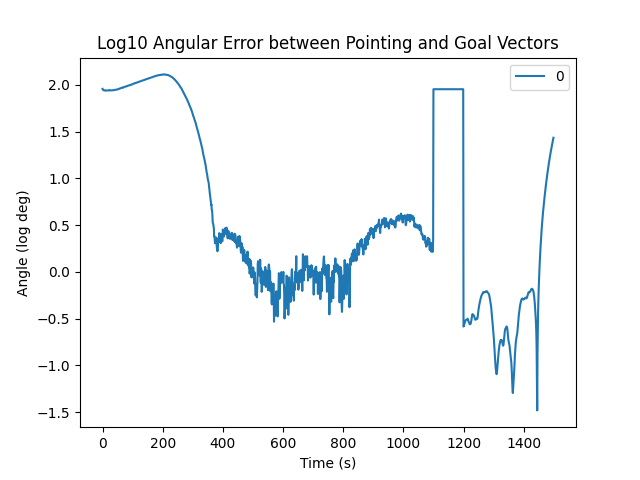 Log10 Angular Error between Pointing and Goal Vectors
0
2.0
1.5
1.0
0.5
0.0
−0.5
−1.0
−1.5
Angle (log deg)
0 200 400 600 800 1000 1200 1400
Time (s)